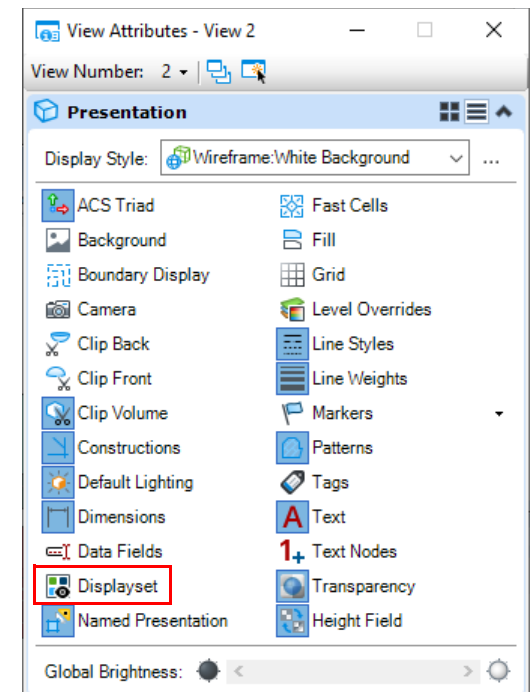 View Attributes - View 2
View Number: 2
Presentation
Display Style: Wireframe:White Background ...
ACS Triad Fast Cells
Background Fill
Boundary Display Grid
Camera Level Overrides
Clip Back Line Styles
Clip Front Line Weights
Clip Volume Markers
Constructions Patterns
Default Lighting Tags
Dimensions A Text
Data Fields 1+ Text Nodes
Displayset Transparency
Named Presentation Height Field
Global Brightness: